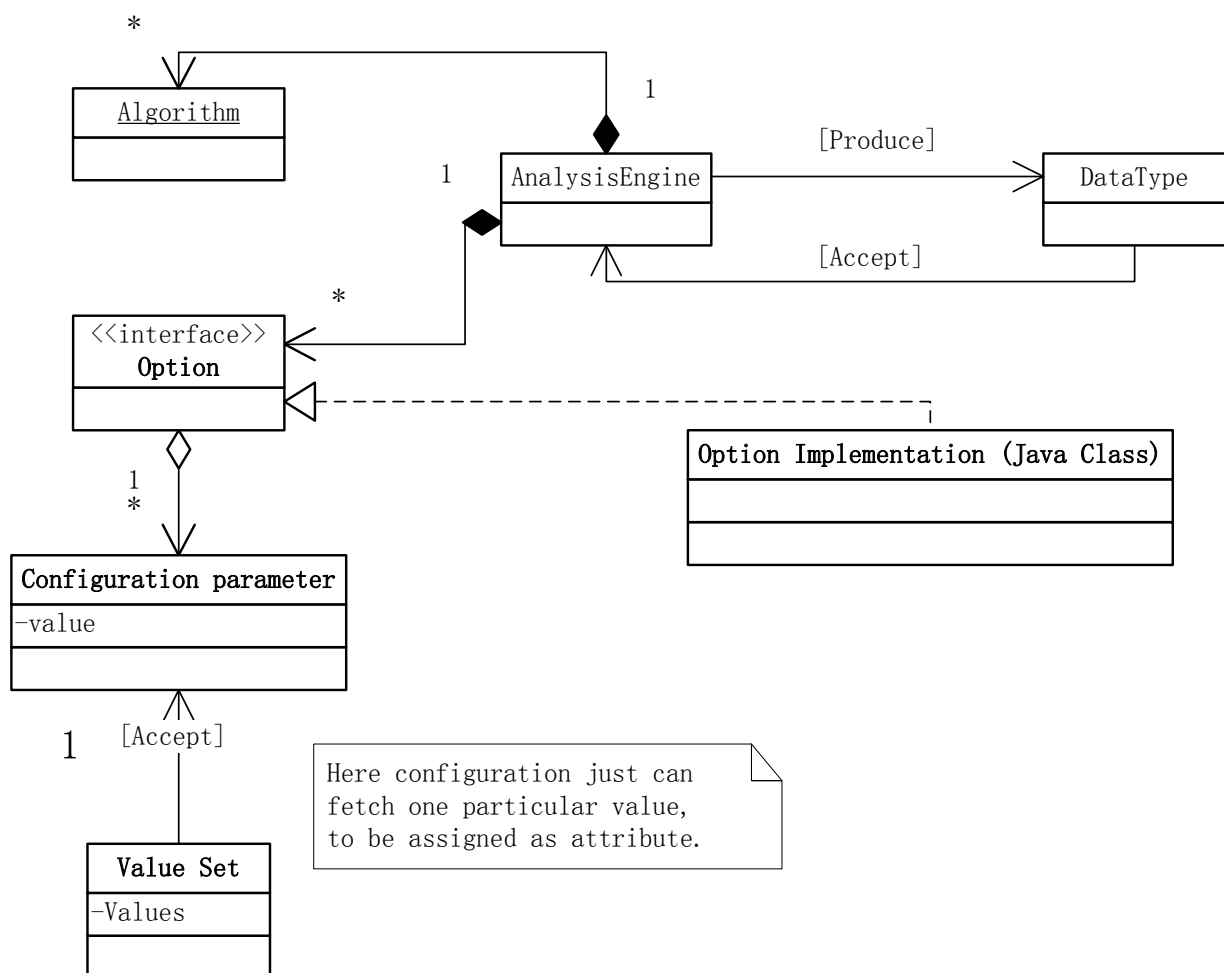 *
1
Algorithm
[Produce]
1
AnalysisEngine
DataType
[Accept]
*
<<interface>>
Option
Option Implementation (Java Class)
1
*
Configuration parameter
-value
1
[Accept]
Here configuration just can
fetch one particular value,
to be assigned as attribute.
Value Set
-Values